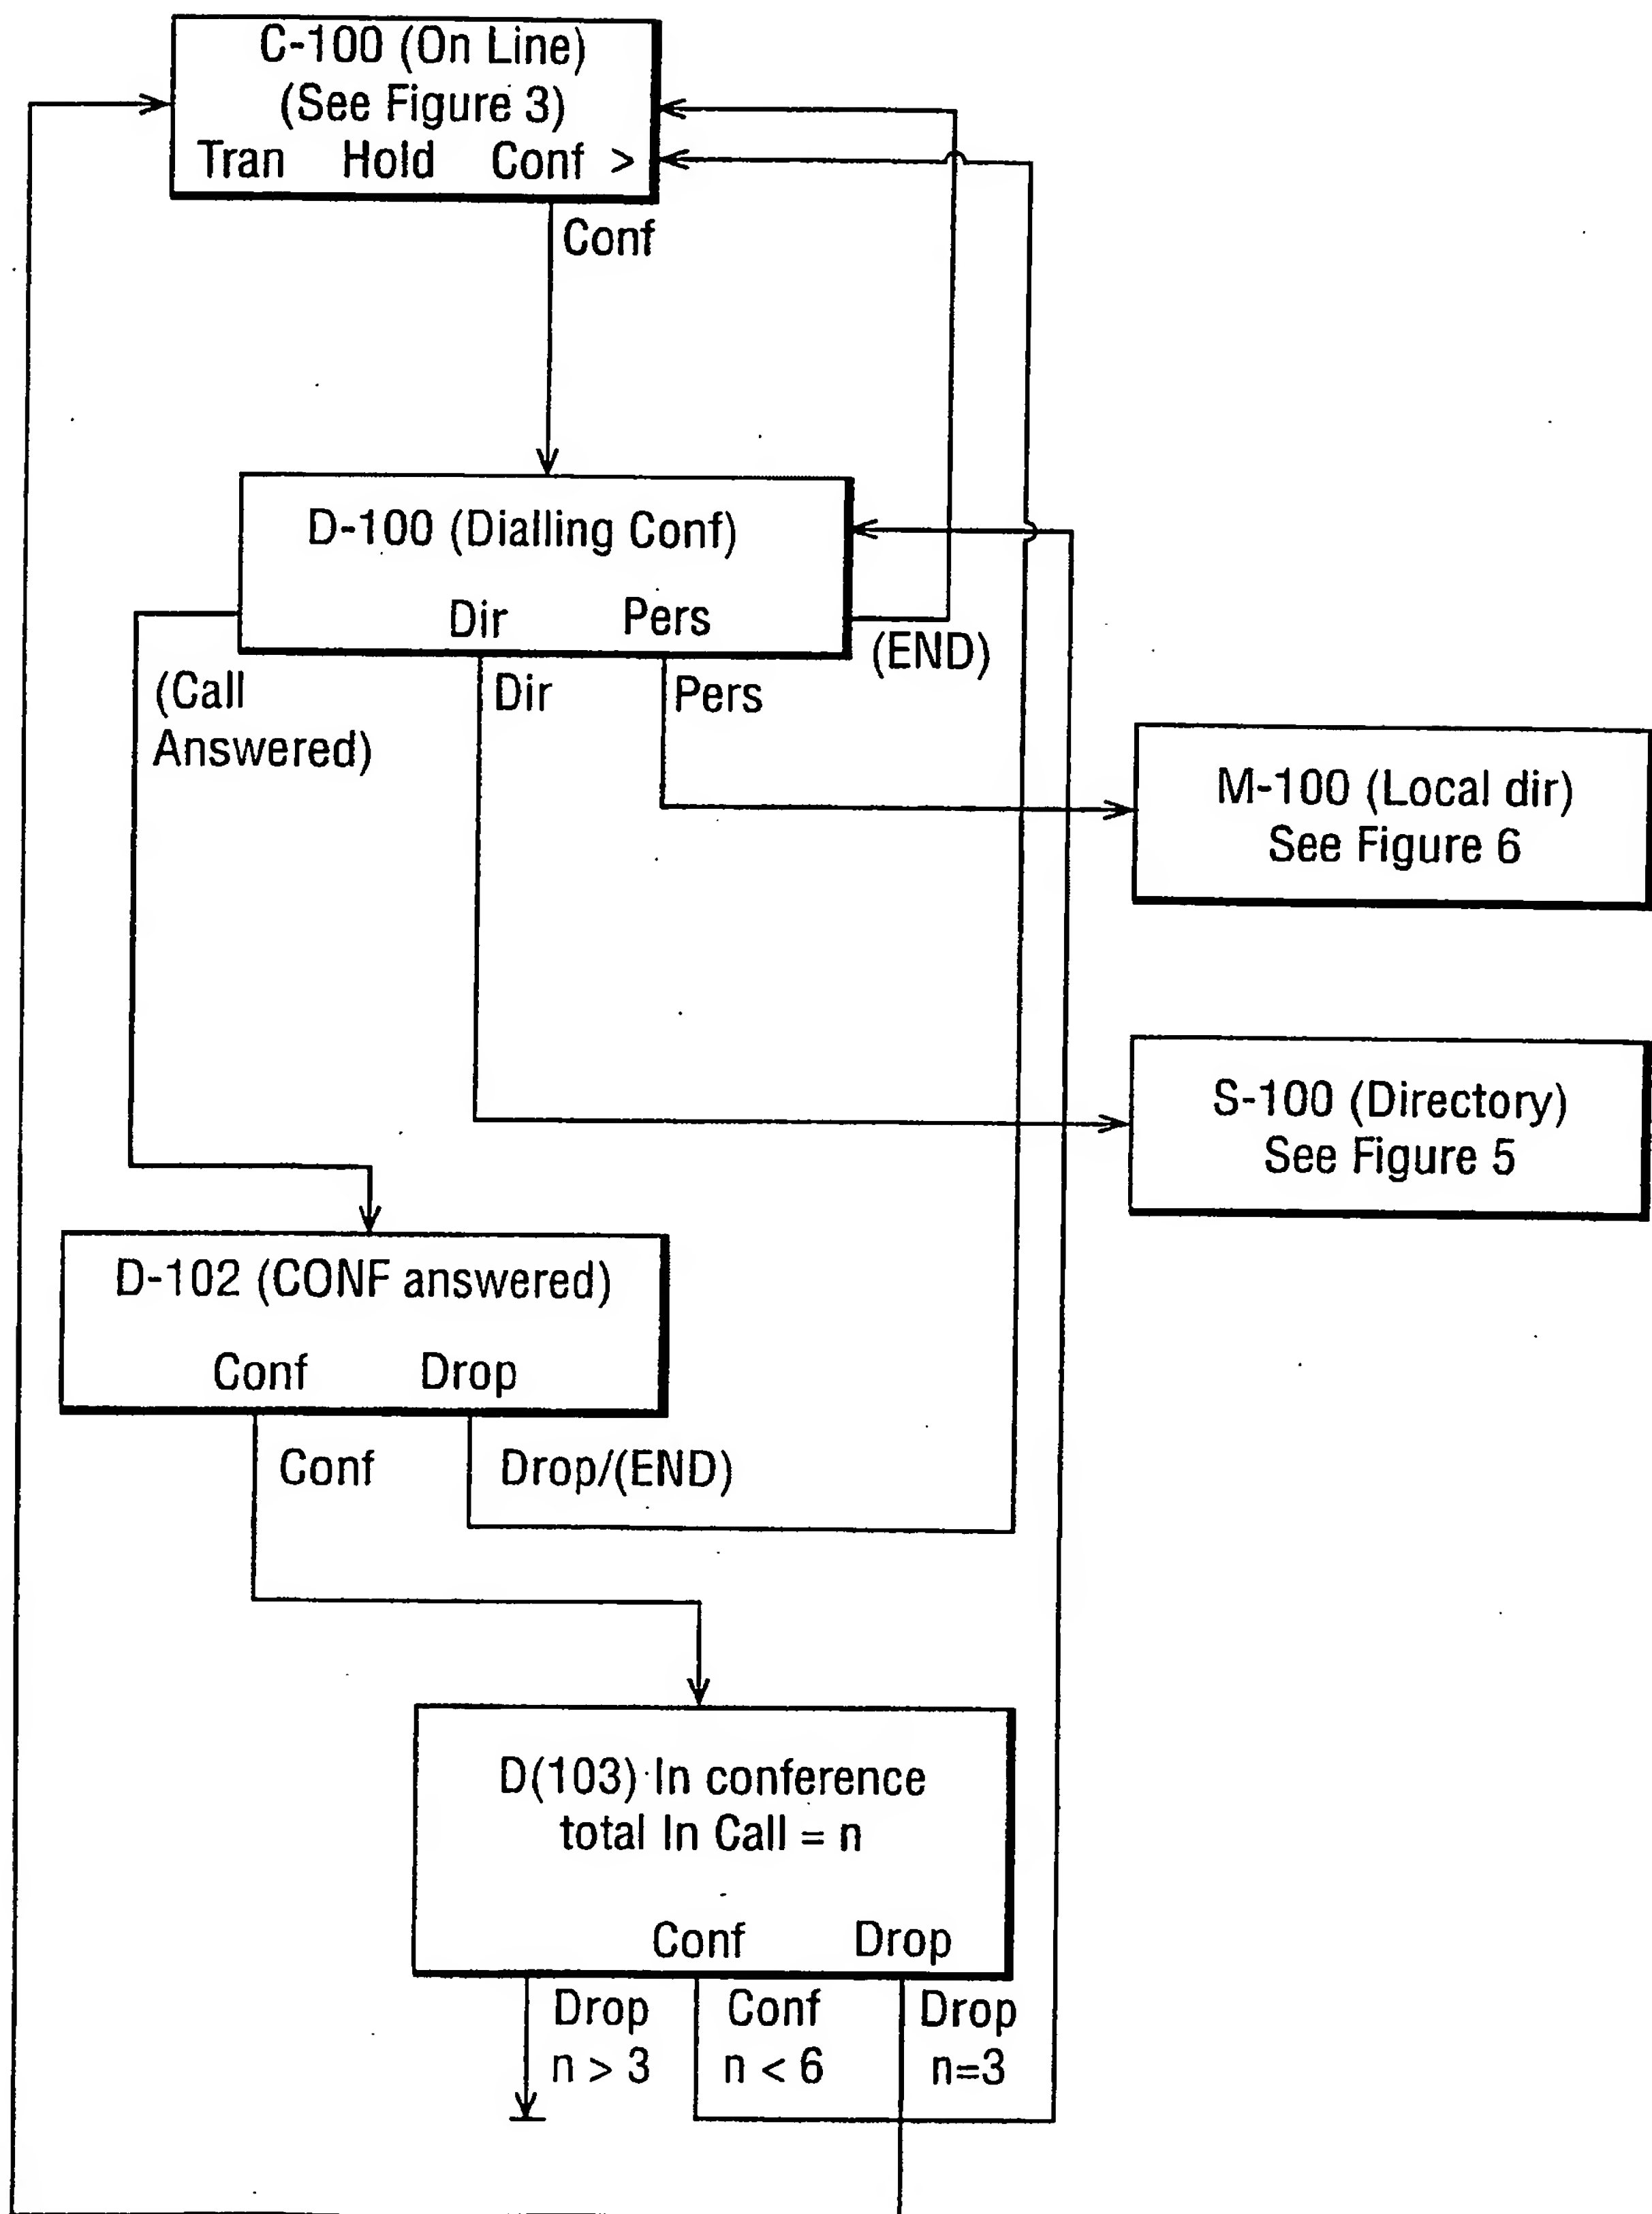 C-100 (On Line)
(See Figure 3)
Tran Hold Conf >
Conf
D-100 (Dialling Conf)
Dir Pers
(END)
(Call
Answered)
Dir
Pers
M-100 (Local dir)
See Figure 6
S-100 (Directory)
See Figure 5
D-102 (CONF answered)
Conf Drop
Conf
Drop/(END)
D(103) In conference
total In Call = n
Conf Drop
Drop
n > 3
Conf
n < 6
Drop
n=3